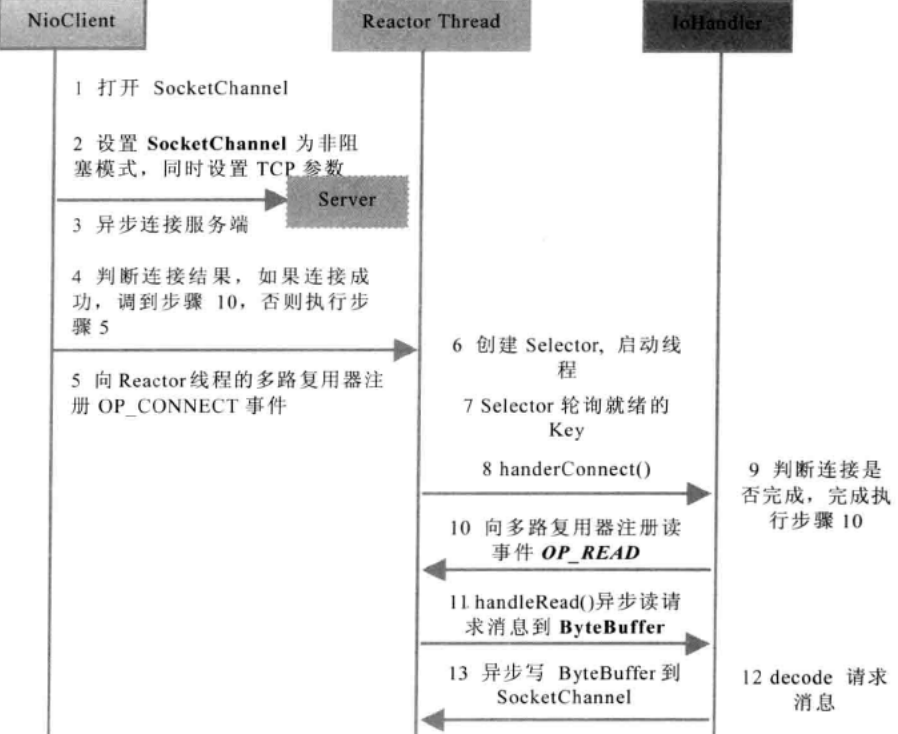 NioClient
Reactor Thread
IoHandler
1 打开 SocketChannel
2 设置 SocketChannel 为非阻
塞模式，同时设置 TCP 参数
Server
3 异步连接服务端
4 判断连接结果，如果连接成
功，调到步骤 10，否则执行步
骤 5
5 向 Reactor 线程的多路复用器注
册 OP_CONNECT 事件
6 创建 Selector，启动线
程
7 Selector 轮询就绪的
Key
8 handerConnect()
9 判断连接是
否完成，完成执
行步骤 10
10 向多路复用器注册读
事件 OP_READ
11 handleRead()异步读请
求消息到 ByteBuffer
12 decode 请求
消息
13 异步写 ByteBuffer 到
SocketChannel